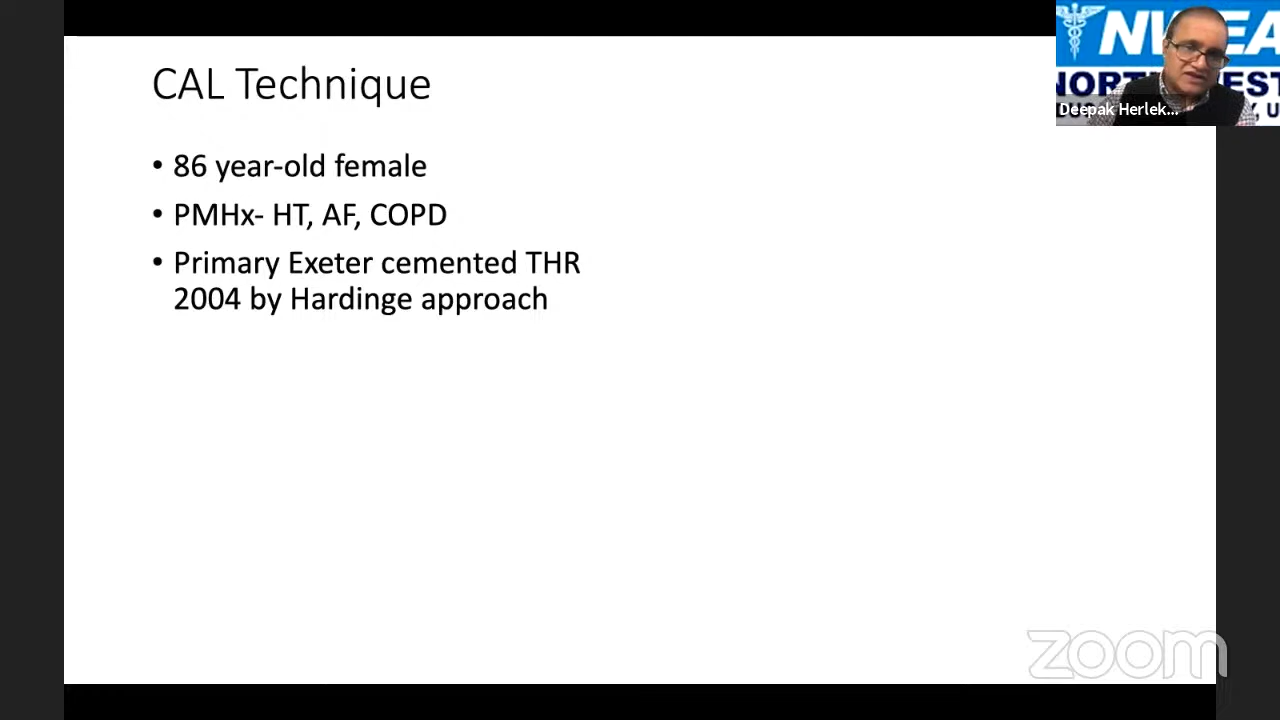 CAL Technique
• 86 year-old female
• PMHx- HT, AF, COPD
• Primary Exeter cemented THR
2004 by Hardinge approach
Deepak Herlek...
zoom